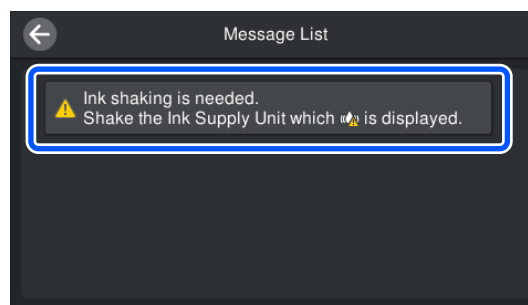 Message List
Ink shaking is needed.
Shake the Ink Supply Unit which is displayed.